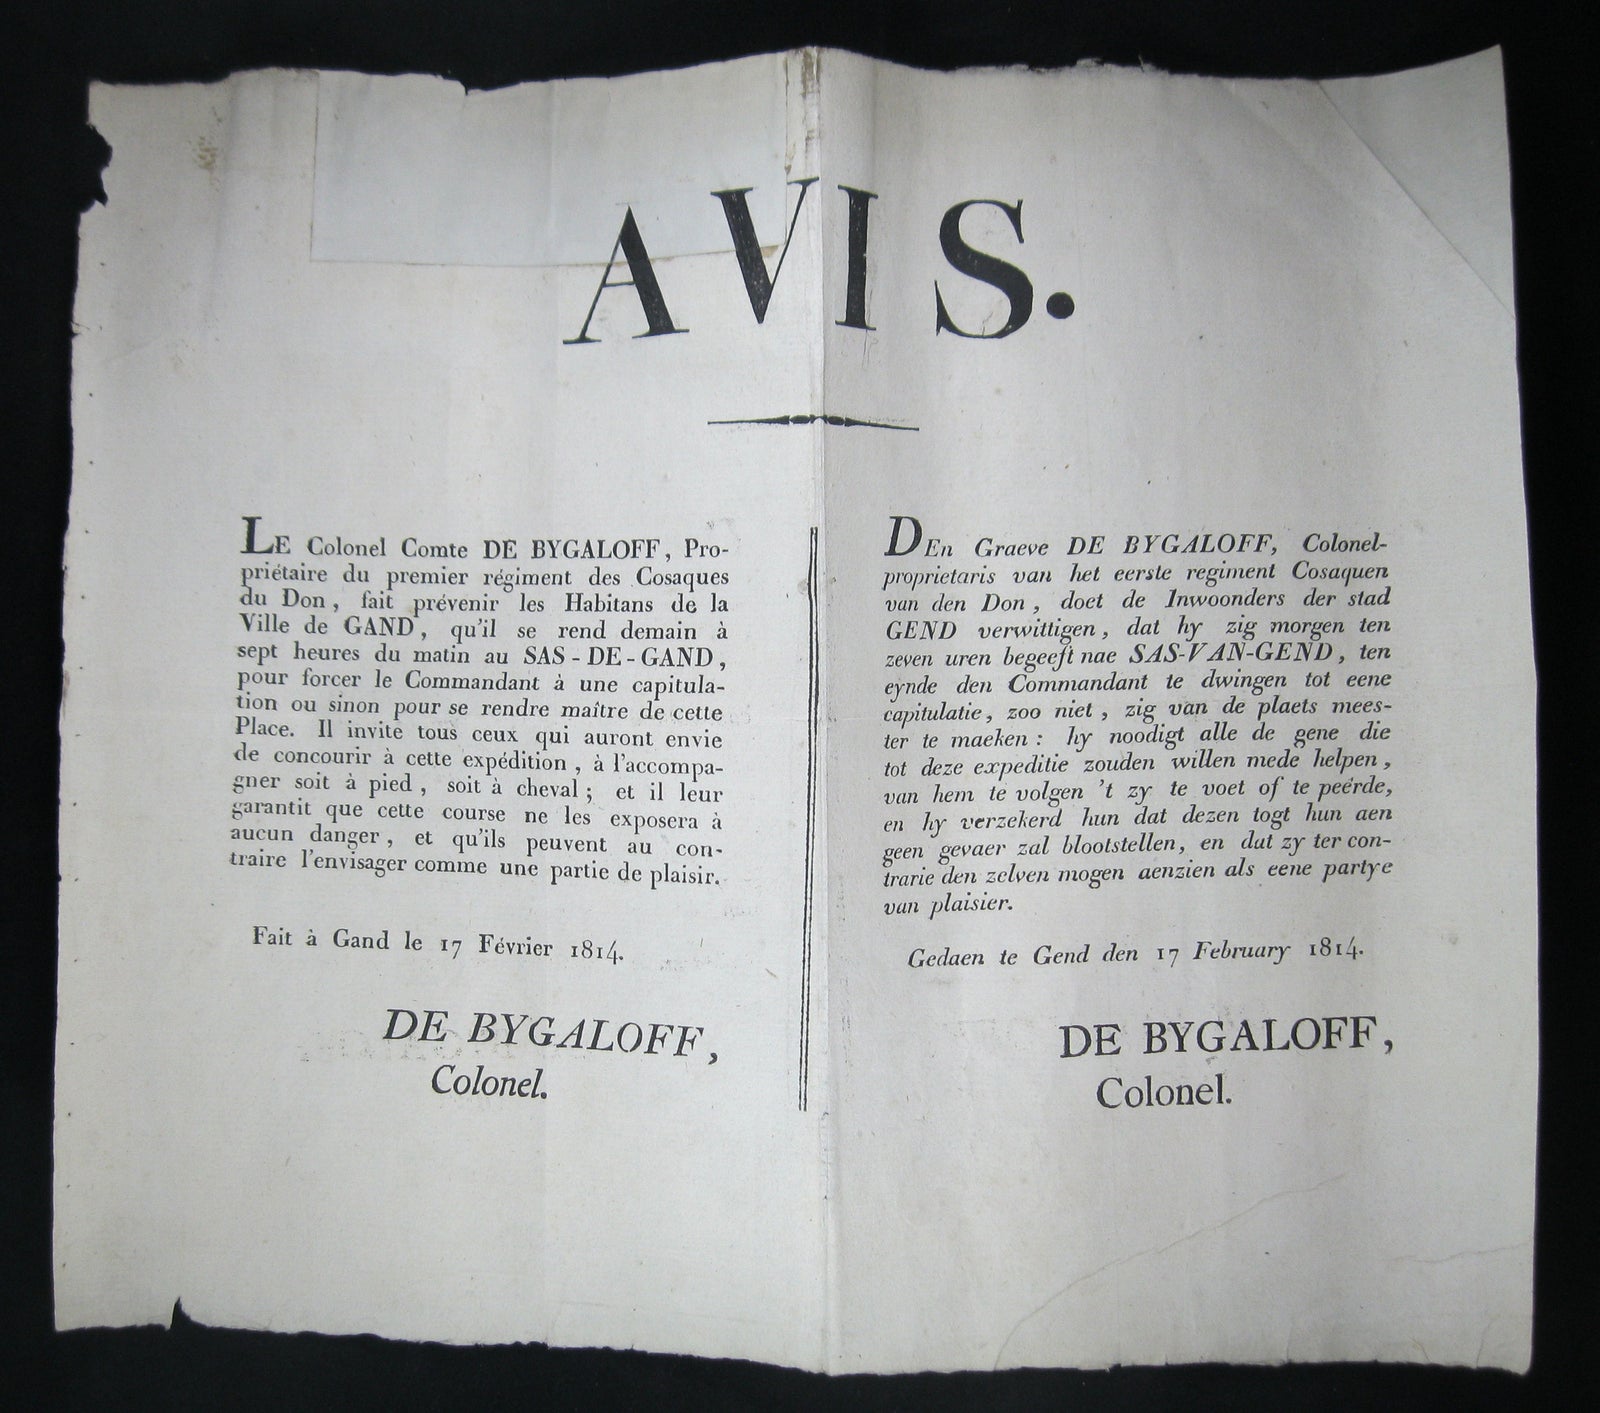 AVIS.
LE Colonel Comte DE BYGALOFF, Pro-
priétaire du premier régiment des Cosaques
du Don, fait prévenir les Habitans de la
Ville de GAND, qu'il se rend demain à
sept heures du matin au SAS-DE-GAND,
pour forcer le Commandant à une capitula-
tion ou sinon pour se rendre maître de cette
Place. Il invite tous ceux qui auront envie
de concourir à cette expédition, à l'accompa-
gner soit à pied, soit à cheval; et il leur
garantit que cette course ne les exposera à
aucun danger, et qu'ils peuvent au con-
traire l'envisager comme une partie de plaisir.
Fait à Gand le 17 Février 1814.
DE BYGALOFF,
Colonel.
DEn Graeve DE BYGALOFF, Colonel-
proprietaris van het eerste regiment Cosaquen
van den Don, doet de Inwoonders der stad
GEND verwittigen, dat hy zig morgen ten
zeven uren begeeft nae SAS-VAN-GEND, ten
eynde den Commandant te dwingen tot eene
capitulatie, zoo niet, zig van de plaets mees-
ter te maeken: hy noodigt alle de gene die
tot deze expeditie zouden willen mede helpen,
van hem te volgen 't zy te voet of te peérde,
en hy verzekerd hun dat dezen togt hun aen
geen gevaer zal blootstellen, en dat zy ter con-
trarie den zelven mogen aenzien als eene partye
van plaisier.
Gedaen te Gend den 17 February 1814.
DE BYGALOFF,
Colonel.